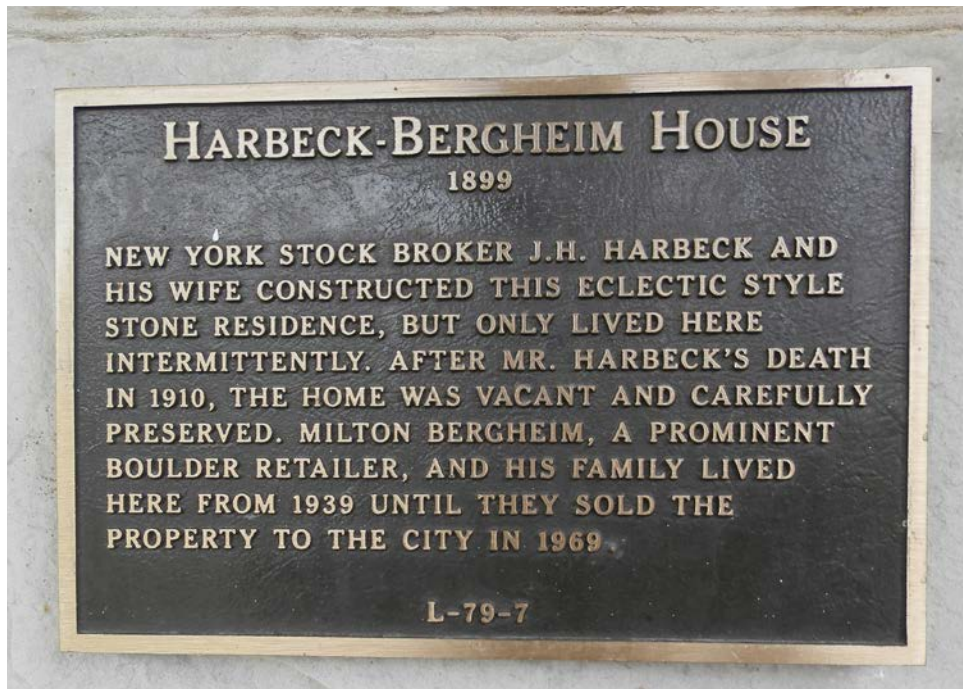 HARBECK-BERGHEIM HOUSE
1899
NEW YORK STOCK BROKER J.H. HARBECK AND
HIS WIFE CONSTRUCTED THIS ECLECTIC STYLE
STONE RESIDENCE, BUT ONLY LIVED HERE
INTERMITTENTLY. AFTER MR. HARBECK'S DEATH
IN 1910, THE HOME WAS VACANT AND CAREFULLY
PRESERVED. MILTON BERGHEIM, A PROMINENT
BOULDER RETAILER, AND HIS FAMILY LIVED
HERE FROM 1939 UNTIL THEY SOLD THE
PROPERTY TO THE CITY IN 1969.
L-79-7